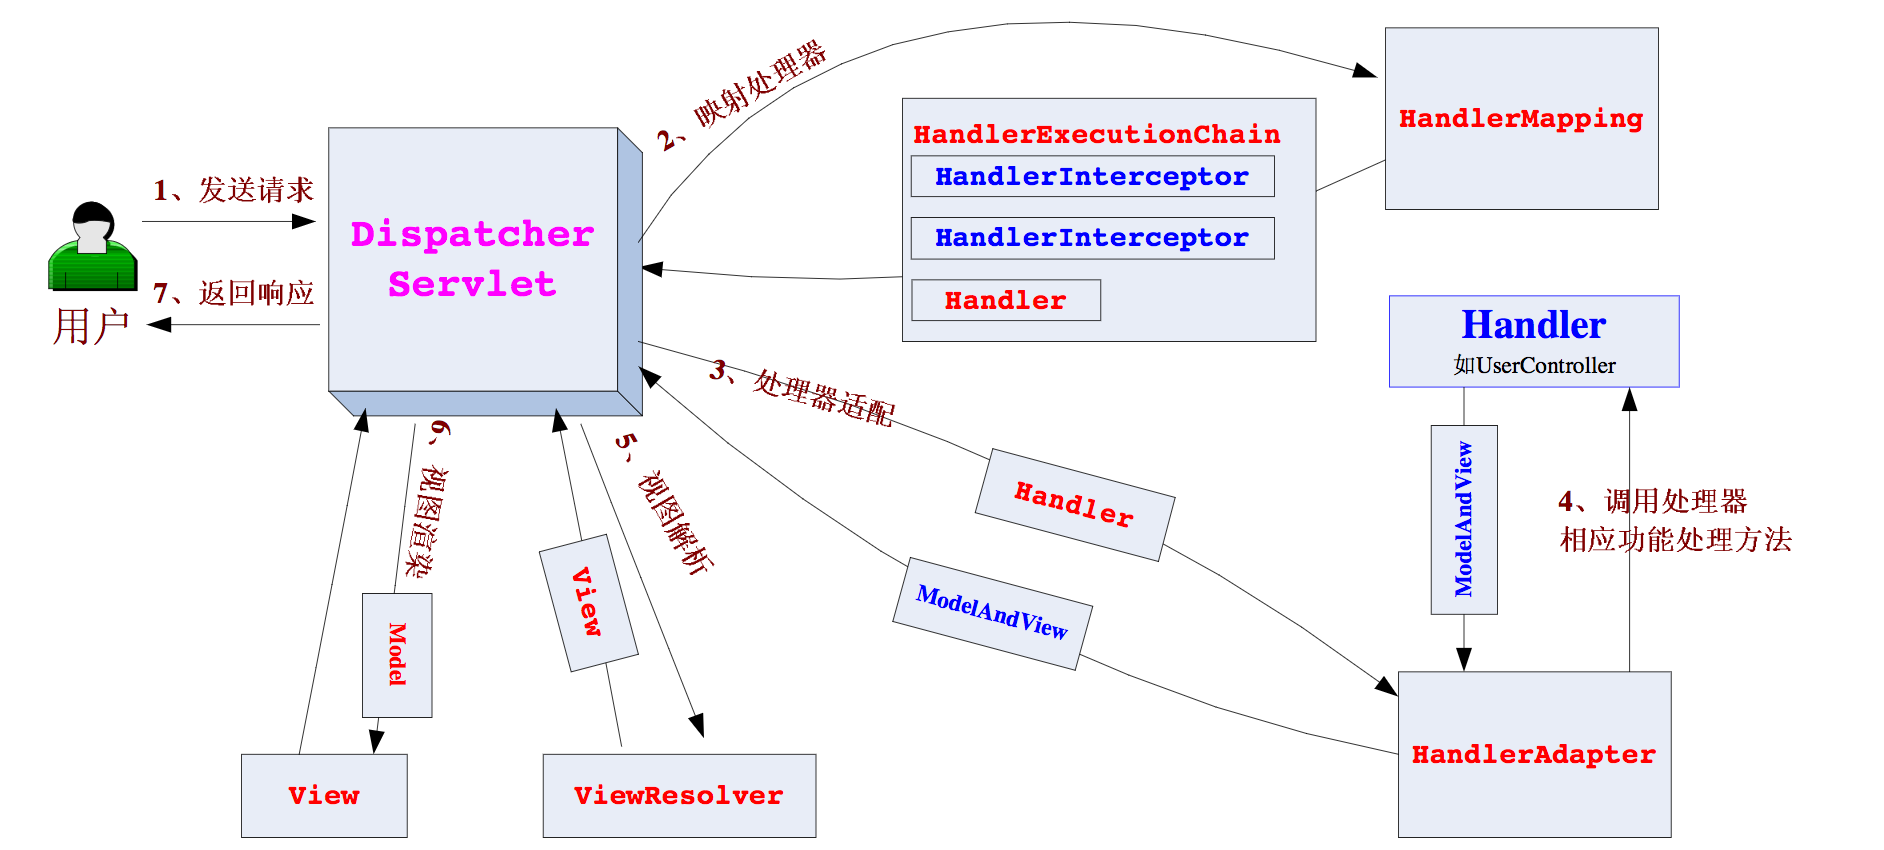 1、发送请求
7、返回响应
用户
Dispatcher
Servlet
2、映射处理器
HandlerExecutionChain
HandlerInterceptor
HandlerInterceptor
Handler
HandlerMapping
3、处理器适配
Handler
ModelAndView
Handler
如UserController
ModelAndView
4、调用处理器
相应功能处理方法
HandlerAdapter
5、视图解析
View
ViewResolver
6、视图渲染
Model
View